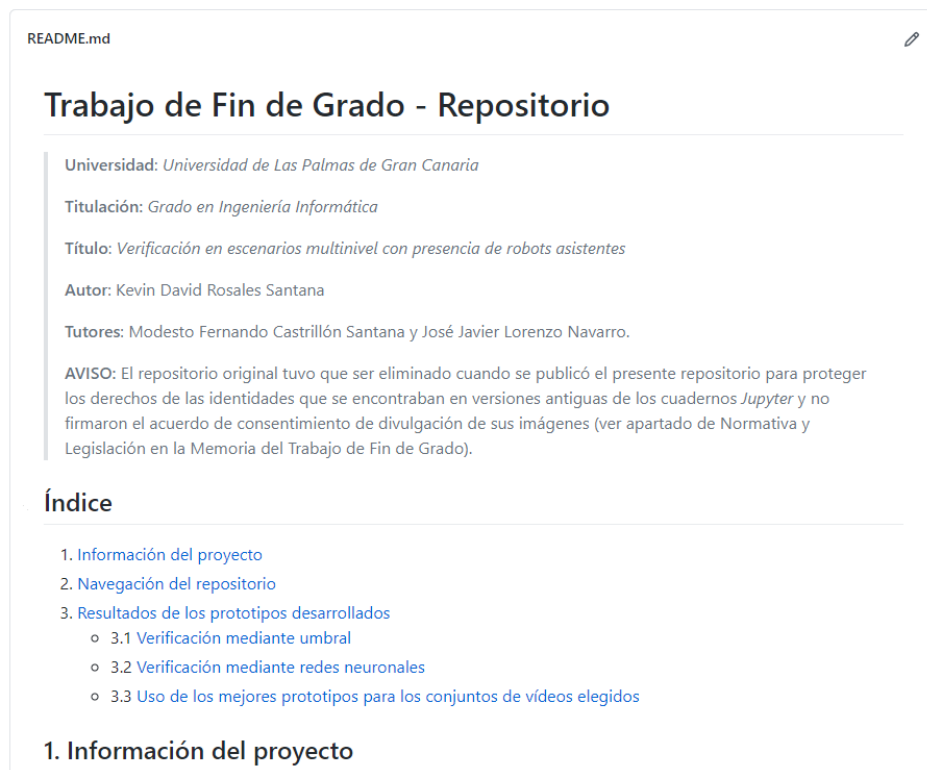 README.md
Trabajo de Fin de Grado - Repositorio
Universidad: Universidad de Las Palmas de Gran Canaria
Titulación: Grado en Ingeniería Informática
Título: Verificación en escenarios multinivel con presencia de robots asistentes
Autor: Kevin David Rosales Santana
Tutores: Modesto Fernando Castrillón Santana y José Javier Lorenzo Navarro.
AVISO: El repositorio original tuvo que ser eliminado cuando se publicó el presente repositorio para proteger
los derechos de las identidades que se encontraban en versiones antiguas de los cuadernos Jupyter y no
firmaron el acuerdo de consentimiento de divulgación de sus imágenes (ver apartado de Normativa y
Legislación en la Memoria del Trabajo de Fin de Grado).
Índice
1. Información del proyecto
2. Navegación del repositorio
3. Resultados de los prototipos desarrollados
3.1 Verificación mediante umbral
3.2 Verificación mediante redes neuronales
3.3 Uso de los mejores prototipos para los conjuntos de vídeos elegidos
1. Información del proyecto